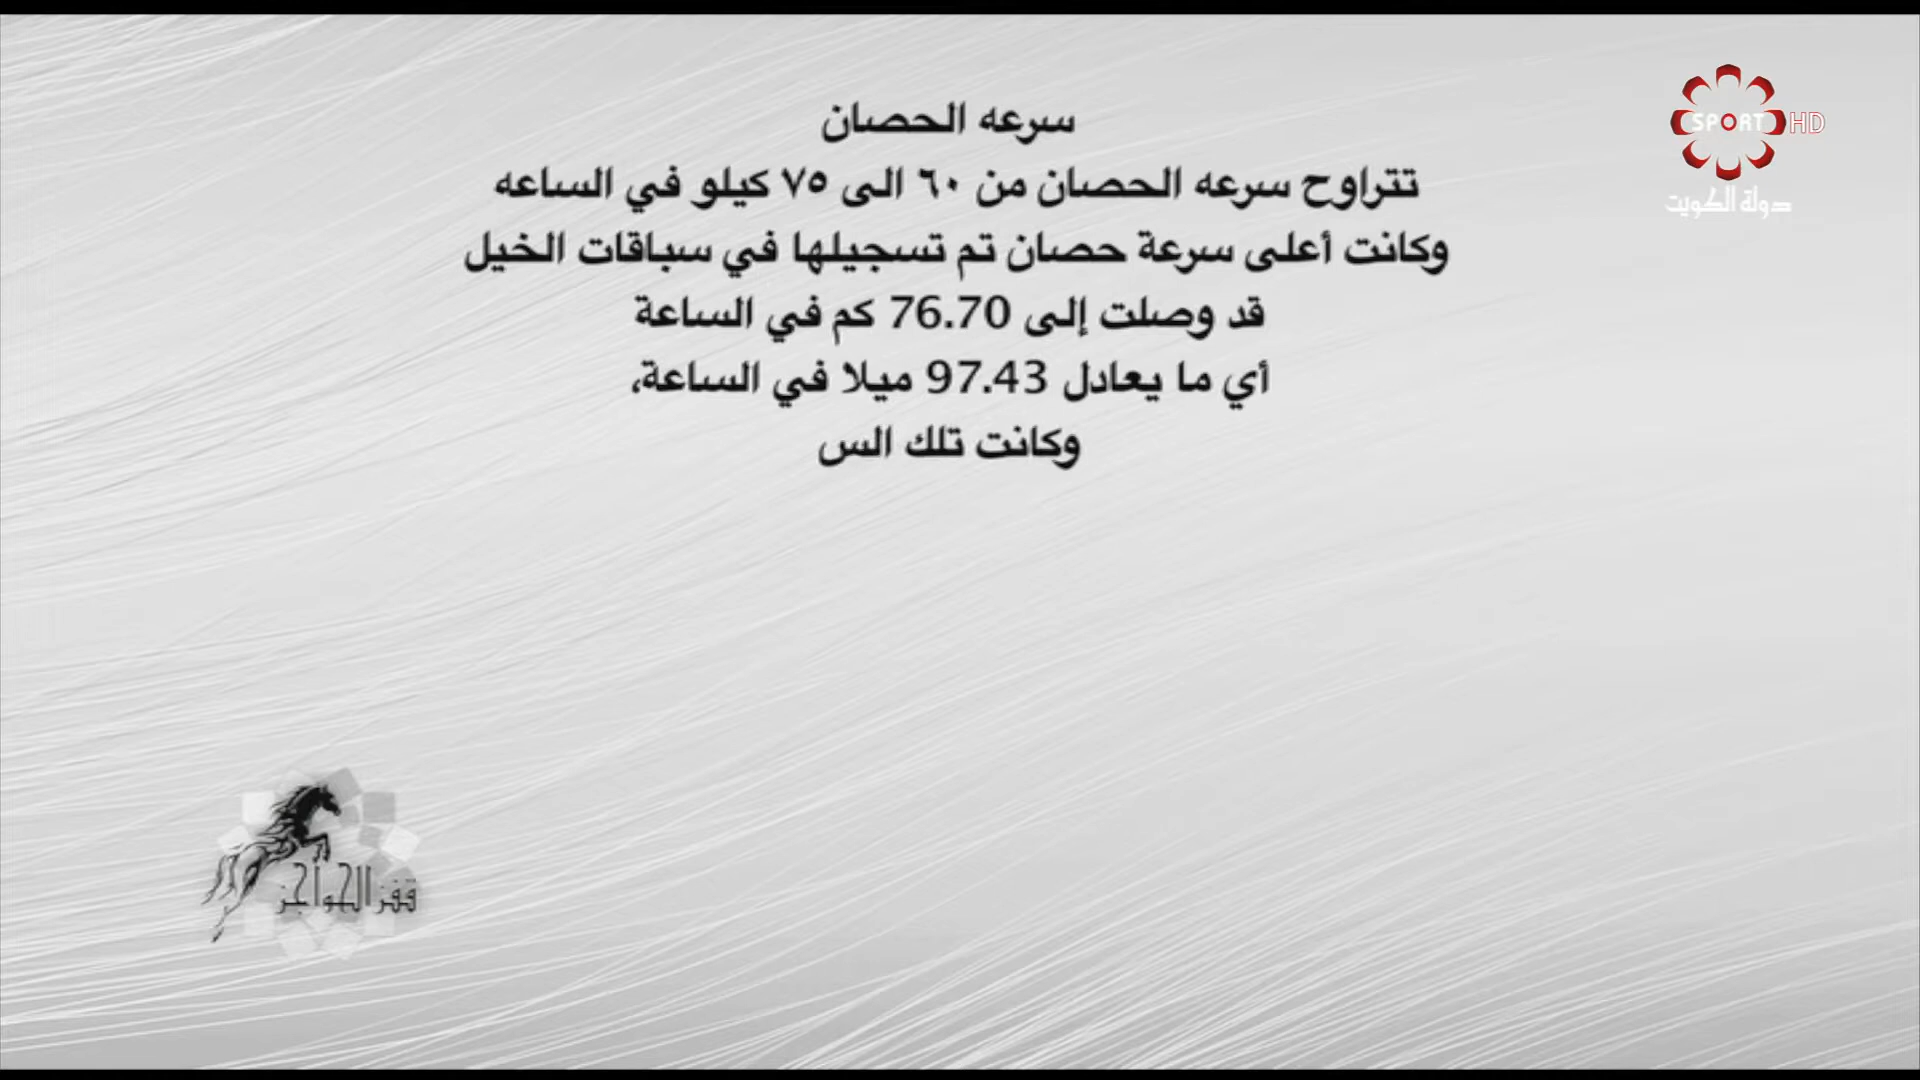 سرعه الحصان
تتراوح سرعه الحصان من ٦٠ الى ٧٥ كيلو في الساعه
وكانت أعلى سرعة حصان تم تسجيلها في سباقات الخيل
قد وصلت إلى 76.70 كم في الساعة
أي ما يعادل 97.43 ميلا في الساعة،
وكانت تلك الس
SPORT HD
دولة الكويت
قفز الحواجز